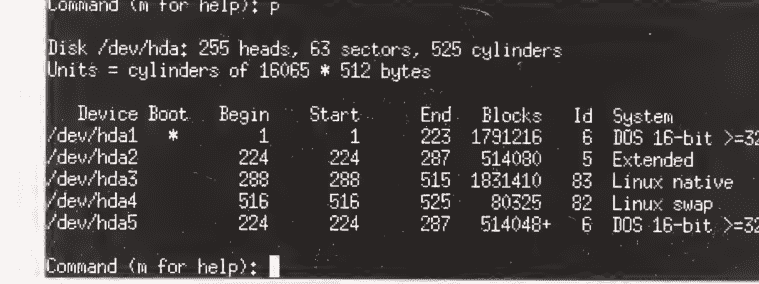 Command (m for help): p
Disk /dev/hda: 255 heads, 63 sectors, 525 cylinders
Units = cylinders of 16065 * 512 bytes
Device Boot Begin Start End Blocks Id System
/dev/hda1 * 1 1 223 1791216 6 DOS 16-bit >=32
/dev/hda2 224 224 287 514080 5 Extended
/dev/hda3 288 288 515 1831410 83 Linux native
/dev/hda4 516 516 525 80325 82 Linux swap
/dev/hda5 224 224 287 514048+ 6 DOS 16-bit >=32
Command (m for help):